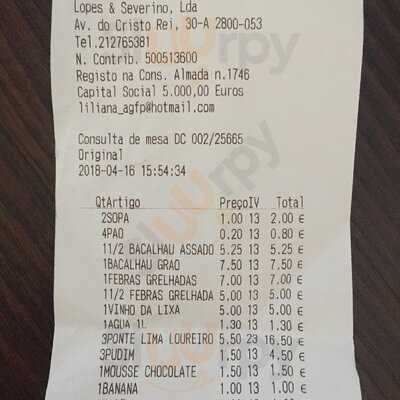 Lopes & Severino, Lda
Av. do Cristo Rei, 30-A 2800-053
Tel.212765381
N. Contrib. 500513600
Registo na Cons. Almada n.1746
Capital Social 5.000,00 Euros
liliana_agfp@hotmail.com
Consulta de mesa DC 002/25665
Original
2018-04-16 15:54:34
QtArtigo PreçoIV Total
2SOPA 1.00 13 2.00 €
4PAO 0.20 13 0.80 €
11/2 BACALHAU ASSADO 5.25 13 5.25 €
1BACALHAU GRAO 7.50 13 7.50 €
1FEBRAS GRELHADAS 7.00 13 7.00 €
11/2 FEBRAS GRELHADA 5.00 13 5.00 €
1VINHO DA LIXA 5.00 13 5.00 €
1AGUA 1L 1.30 13 1.30 €
3PONTE LIMA LOUREIRO 5.50 23 16.50 €
3PUDIM 1.50 13 4.50 €
1MOUSSE CHOCOLATE 1.50 13 1.50 €
1BANANA 1.00 13 1.00 €